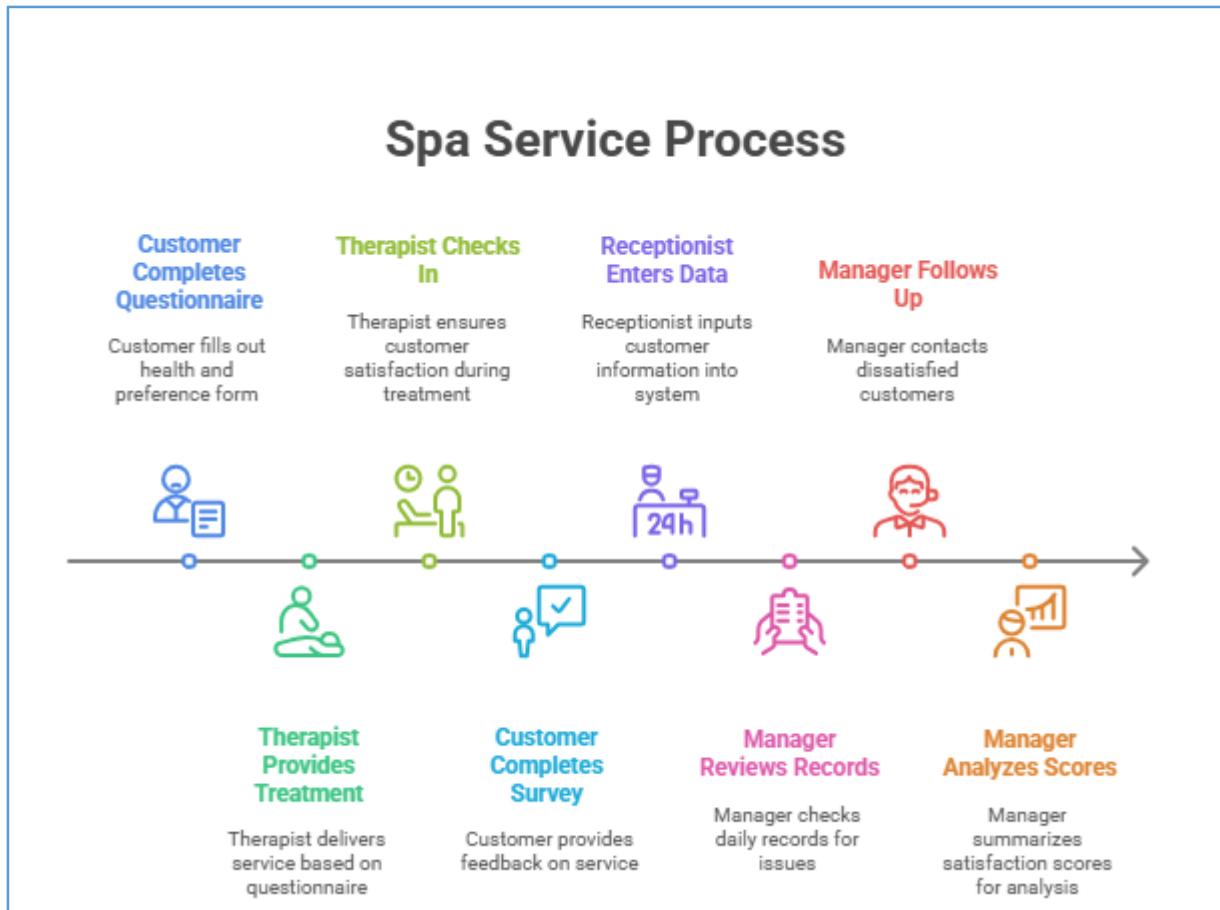 Spa Service Process
Customer
Completes
Questionnaire
Customer fills out
health and
preference form
Therapist
Provides
Treatment
Therapist delivers
service based on
questionnaire
Therapist Checks
In
Therapist ensures
customer
satisfaction during
treatment
Customer
Completes
Survey
Customer provides
feedback on service
Receptionist
Enters Data
Receptionist inputs
customer
information into
system
24h
Manager
Reviews Records
Manager checks
daily records for
issues
Manager Follows
Up
Manager contacts
dissatisfied
customers
Manager
Analyzes Scores
Manager
summarizes
satisfaction scores
for analysis